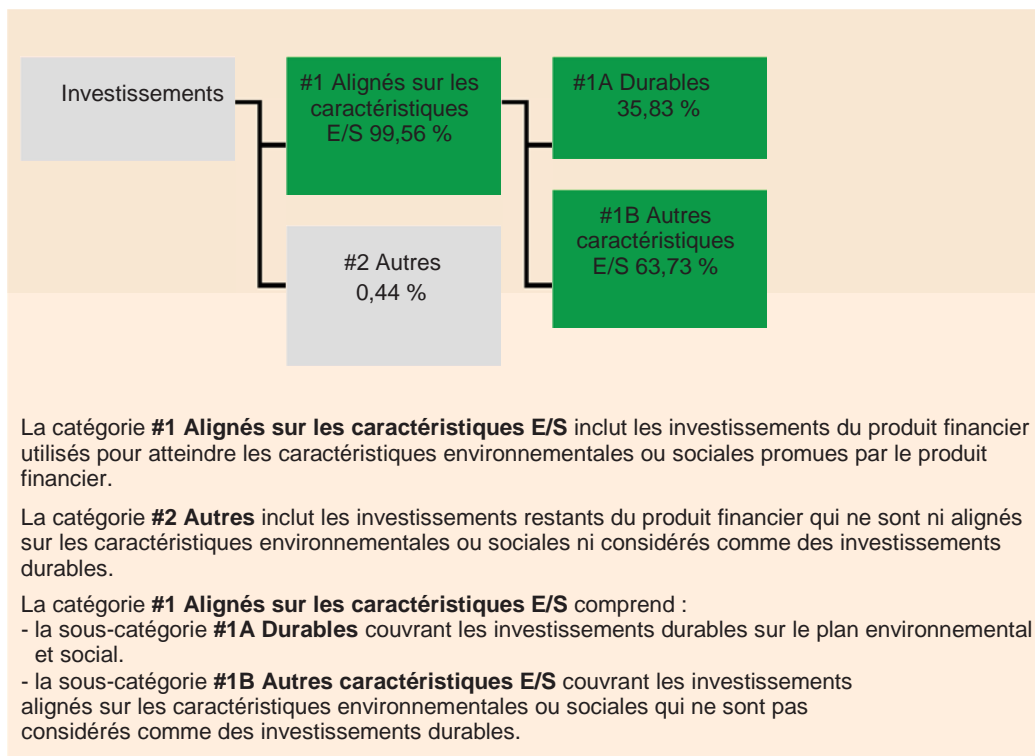 Investissements
#1 Alignés sur les
caractéristiques
E/S 99,56 %
#1A Durables
35,83 %
#1B Autres
caractéristiques
E/S 63,73 %
#2 Autres
0,44 %
La catégorie #1 Alignés sur les caractéristiques E/S inclut les investissements du produit financier
utilisés pour atteindre les caractéristiques environnementales ou sociales promues par le produit
financier.
La catégorie #2 Autres inclut les investissements restants du produit financier qui ne sont ni alignés
sur les caractéristiques environnementales ou sociales ni considérés comme des investissements
durables.
La catégorie #1 Alignés sur les caractéristiques E/S comprend :
- la sous-catégorie #1A Durables couvrant les investissements durables sur le plan environnemental
et social.
- la sous-catégorie #1B Autres caractéristiques E/S couvrant les investissements
alignés sur les caractéristiques environnementales ou sociales qui ne sont pas
considérés comme des investissements durables.